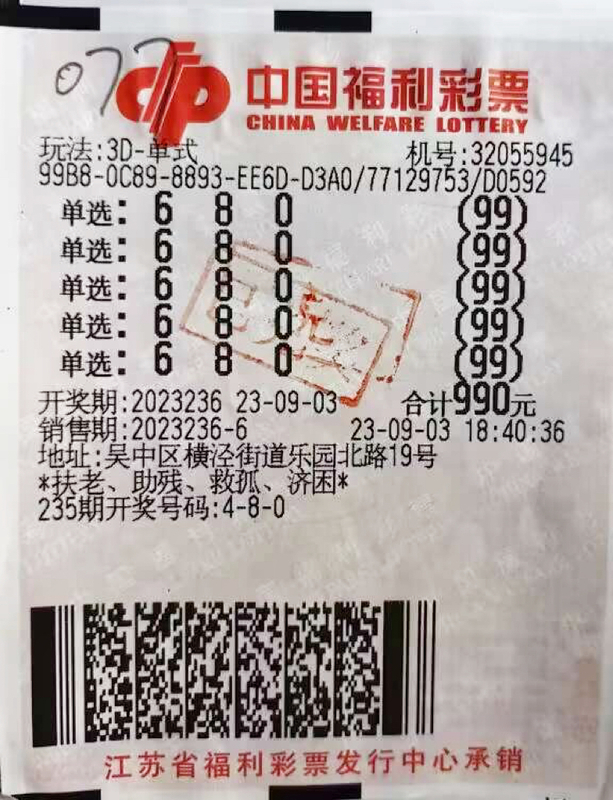 077
中国福利彩票
CHINA WELFARE LOTTERY
玩法:3D-单式 机号:32055945
99B8-0C89-8893-EE6D-D3A0/77129753/D0592
单选: 6 8 0 (99)
单选: 6 8 0 (99)
单选: 6 8 0 (99)
单选: 6 8 0 (99)
单选: 6 8 0 (99)
已兑
开奖期:2023236 23-09-03 合计990元
销售期:2023236-6 23-09-03 18:40:36
地址:吴中区横泾街道乐园北路19号
*扶老、助残、救孤、济困*
235期开奖号码:4-8-0
江苏省福利彩票发行中心承销